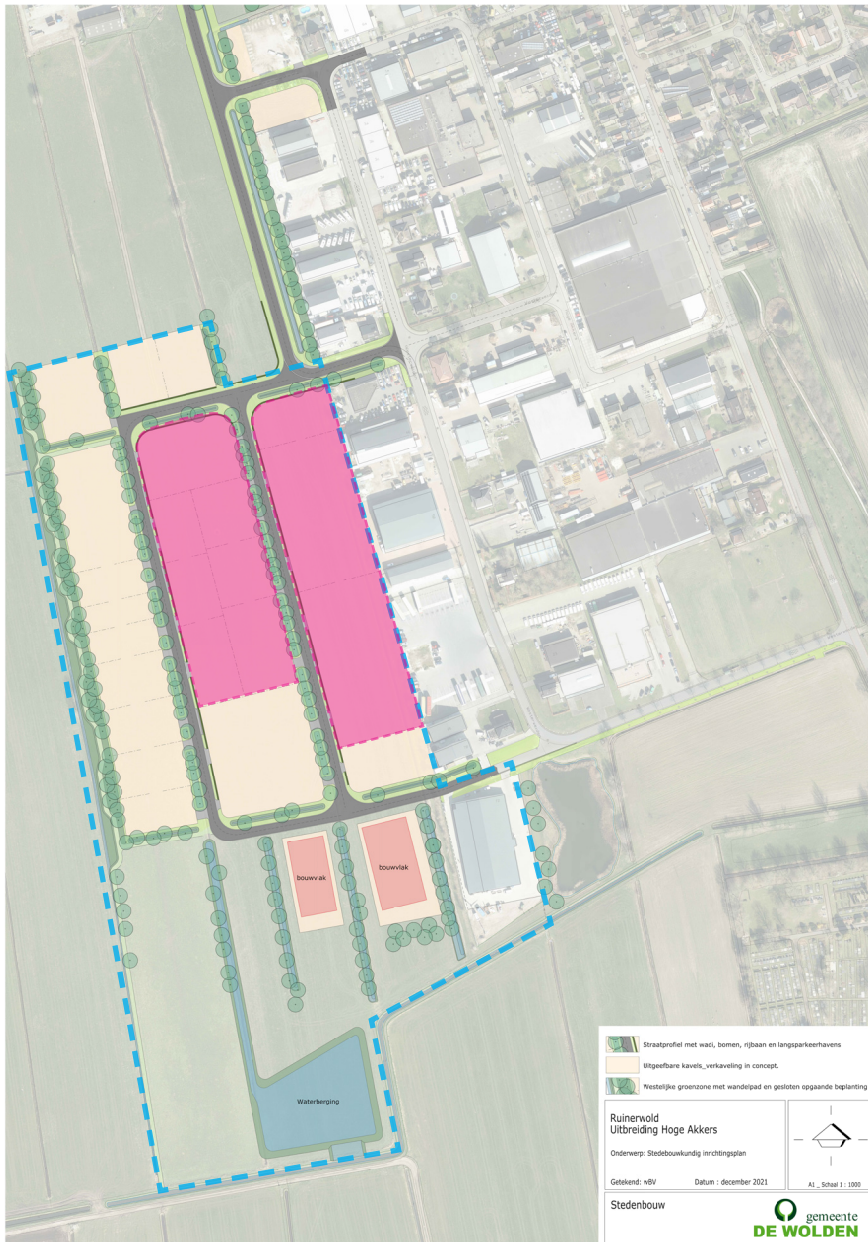 bouwvak
bouwvlak
Waterberging
Straatprofiel met wadi, bomen, rijbaan en langsparkeerhavens
Uitgeefbare kavels_verkaveling in concept.
Westelijke groenzone met wandelpad en gesloten opgaande beplanting
Ruinerwold
Uitbreiding Hoge Akkers
Onderwerp: Stedebouwkundig inrichtingsplan
Getekend: vBV Datum : december 2021
A1 _ Schaal 1 : 1000
Stedenbouw
gemeente
DE WOLDEN